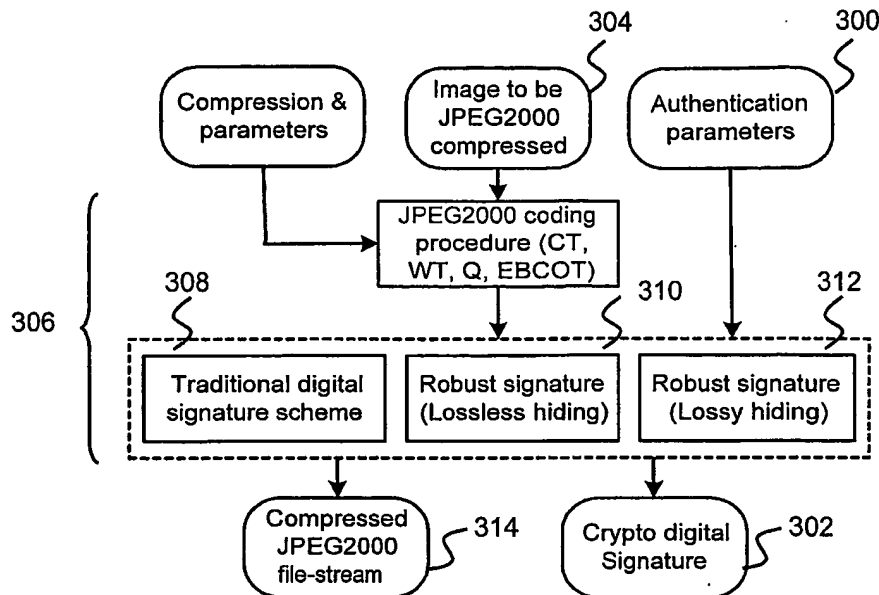 304
300
Compression &
parameters
Image to be
JPEG2000
compressed
Authentication
parameters
JPEG2000 coding
procedure (CT,
WT, Q, EBCOT)
306
308
310
312
Traditional digital
signature scheme
Robust signature
(Lossless hiding)
Robust signature
(Lossy hiding)
Compressed
JPEG2000
file-stream
314
Crypto digital
Signature
302